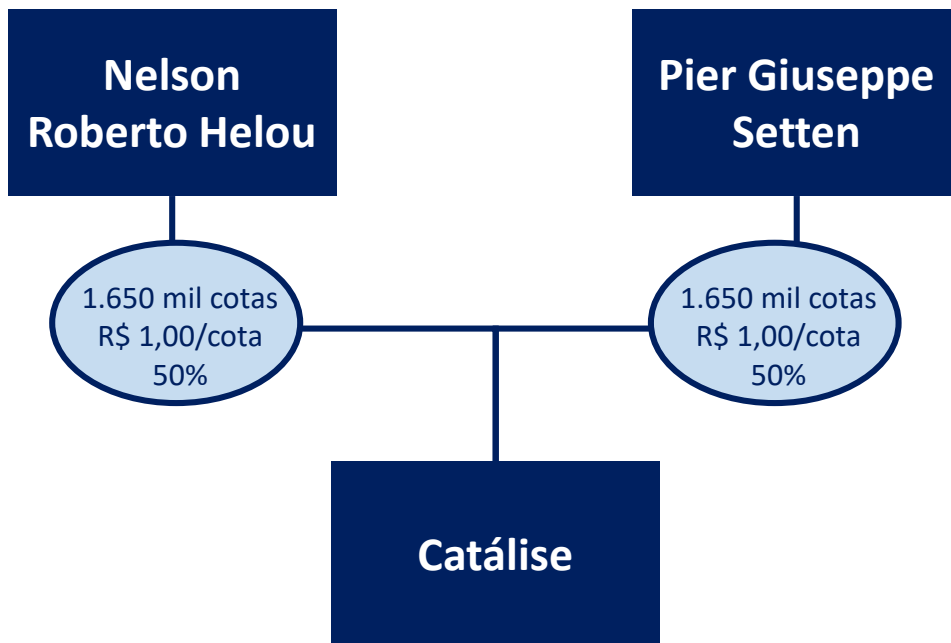 Nelson
Roberto Helou
Pier Giuseppe
Setten
1.650 mil cotas
R$ 1,00/cota
50%
1.650 mil cotas
R$ 1,00/cota
50%
Catálise